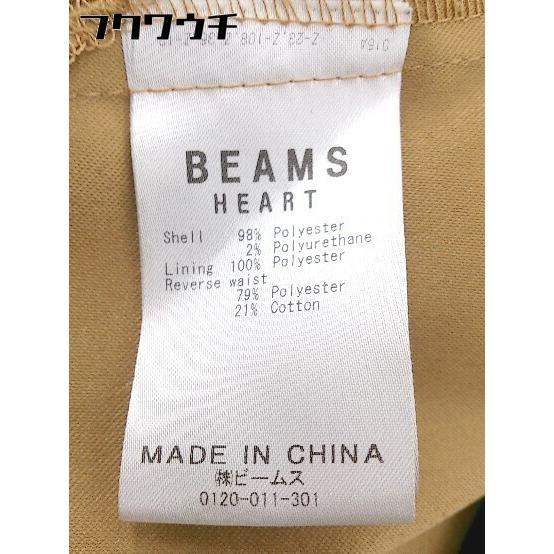 フクワウチ
BEAMS
HEART
Shell 98% Polyester
2% Polyurethane
Lining 100% Polyester
Reverse waist
79% Polyester
21% Cotton
MADE IN CHINA
㈱ビームス
0120-011-301